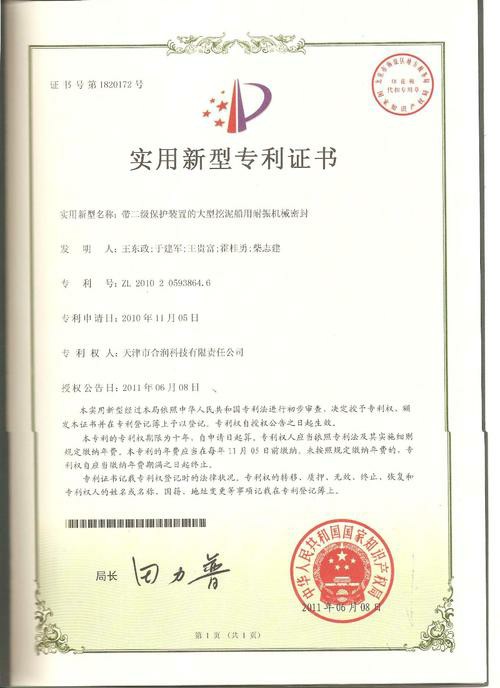 证书号第1820172号
印花税
代扣专用章
国家知识产权局
实用新型专利证书
实用新型名称：带二级保护装置的大型挖泥船用耐振机械密封
发 明 人：王东政;于建军;王贵富;霍桂勇;柴志建
专 利 号：ZL 2010 2 0593864.6
专利申请日：2010年11月05日
专 利 权 人：天津市合润科技有限责任公司
授权公告日：2011年06月08日
本实用新型经过本局依照中华人民共和国专利法进行初步审查，决定授予专利权，颁
发本证书并在专利登记簿上予以登记。专利权自授权公告之日起生效。
本专利的专利权期限为十年，自申请日起算。专利权人应当依照专利法及其实施细则
规定缴纳年费。本专利的年费应当在每年11月05日前缴纳。未按照规定缴纳年费的，专
利权自应当缴纳年费期满之日起终止。
专利证书记载专利权登记时的法律状况。专利权的转移、质押、无效、终止、恢复和
专利权人的姓名或名称、国籍、地址变更等事项记载在专利登记簿上。
局长 田力普
中华人民共和国国家知识产权局
2011年06月08日
第1页（共1页）